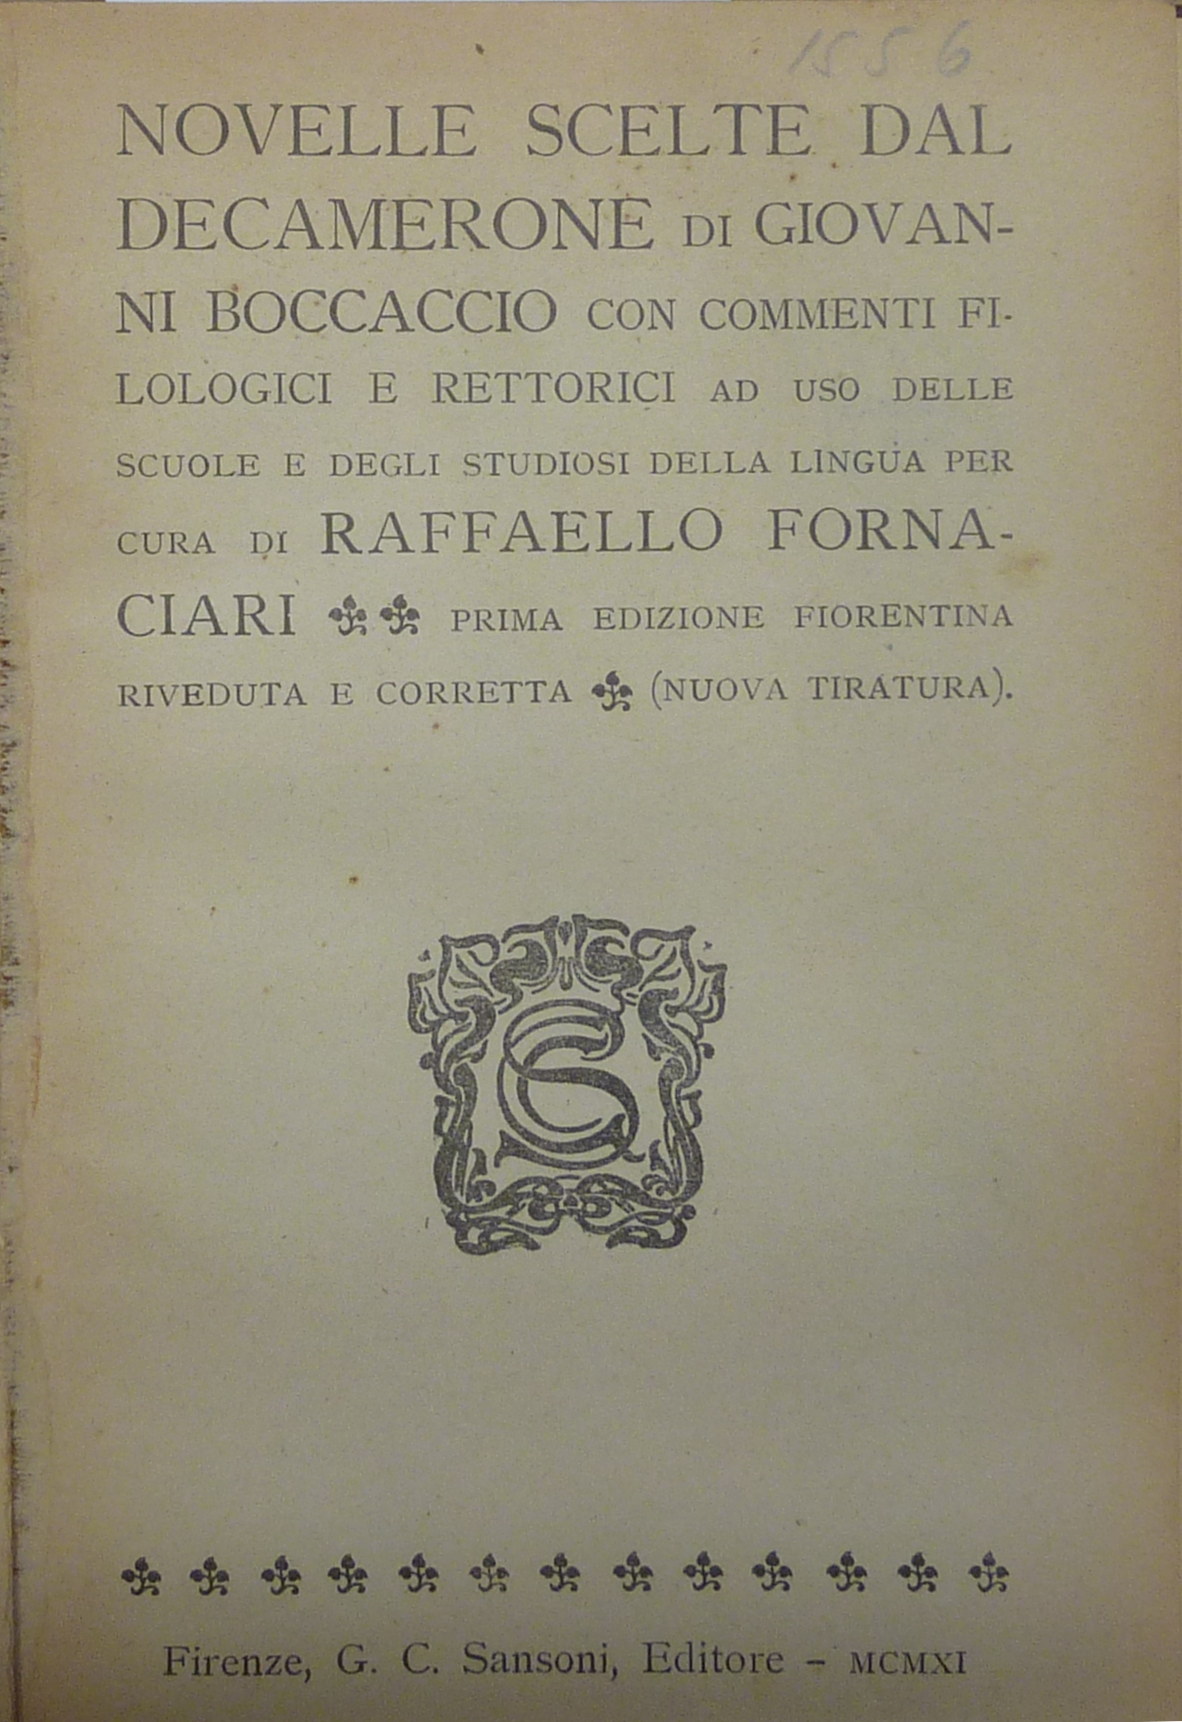 1556
NOVELLE SCELTE DAL
DECAMERONE DI GIOVAN-
NI BOCCACCIO CON COMMENTI FI-
LOLOGICI E RETTORICI AD USO DELLE
SCUOLE E DEGLI STUDIOSI DELLA LINGUA PER
CURA DI RAFFAELLO FORNA-
CIARI PRIMA EDIZIONE FIORENTINA
RIVEDUTA E CORRETTA (NUOVA TIRATURA).
Firenze, G. C. Sansoni, Editore - MCMXI